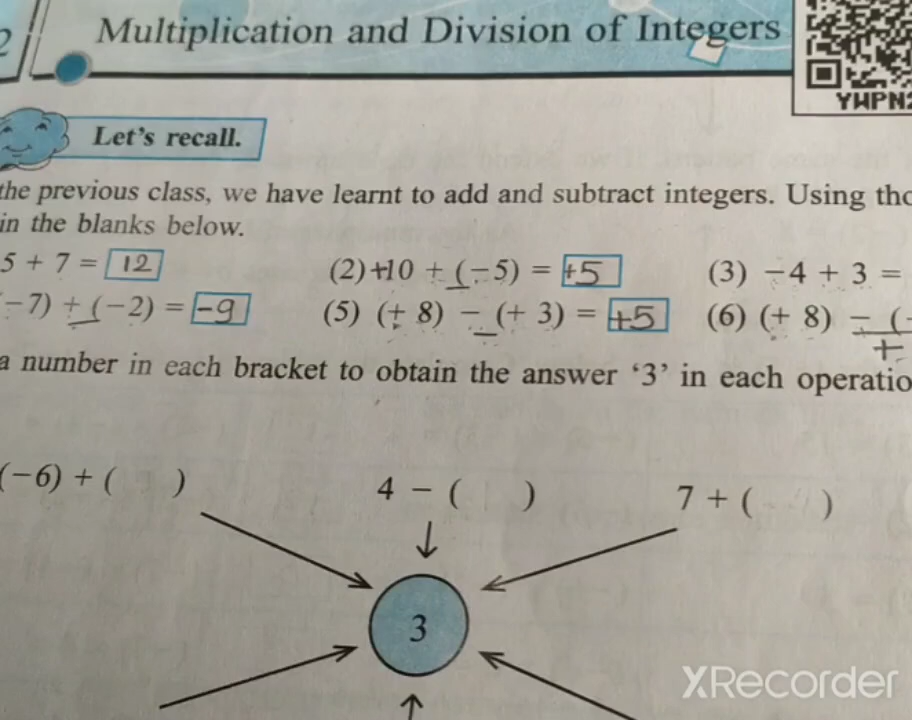 2
Multiplication and Division of Integers
YWPN2
Let's recall.
the previous class, we have learnt to add and subtract integers. Using
in the blanks below.
5 + 7 = 12 (2) +10 + (−5) = +5 (3) −4 + 3 =
(−7) + (−2) = −9 (5) (+ 8) − (+ 3) = +5 (6) (+ 8) − (
+
a number in each bracket to obtain the answer ‘3’ in each
(−6) + ( ) 4 − ( ) 7 + ( )
3
XRecorder